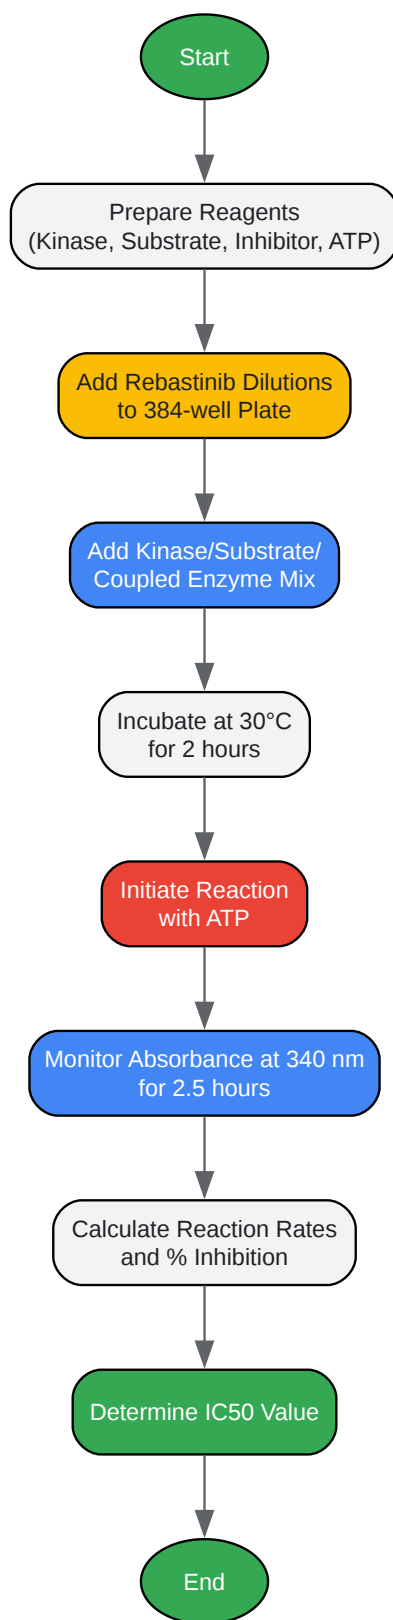 Start
Prepare Reagents
(Kinase, Substrate, Inhibitor, ATP)
Add Rebastinib Dilutions
to 384-well Plate
Add Kinase/Substrate/
Coupled Enzyme Mix
Incubate at 30°C
for 2 hours
Initiate Reaction
with ATP
Monitor Absorbance at 340 nm
for 2.5 hours
Calculate Reaction Rates
and % Inhibition
Determine IC50 Value
End